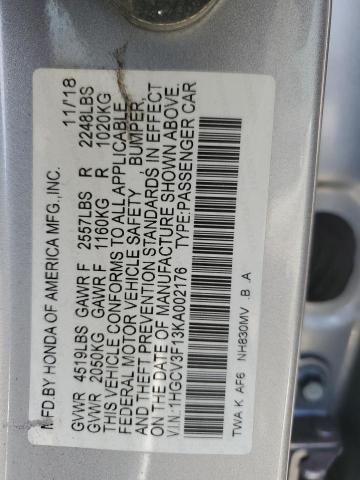 MFD.BY HONDA OF AMERICA MFG.,INC. 11/'18
GVWR 4519LBS GAWR F 2557LBS R 2248LBS
GVWR 2050KG GAWR F 1160KG R 1020KG
THIS VEHICLE CONFORMS TO ALL APPLICABLE
FEDERAL MOTOR VEHICLE SAFETY , BUMPER,
AND THEFT PREVENTION STANDARDS IN EFFECT
ON THE DATE OF MANUFACTURE SHOWN ABOVE.
V.I.N.:1HGCV3F13KA002176 TYPE:PASSENGER CAR
TWA K AF6 NH830MV .B .A